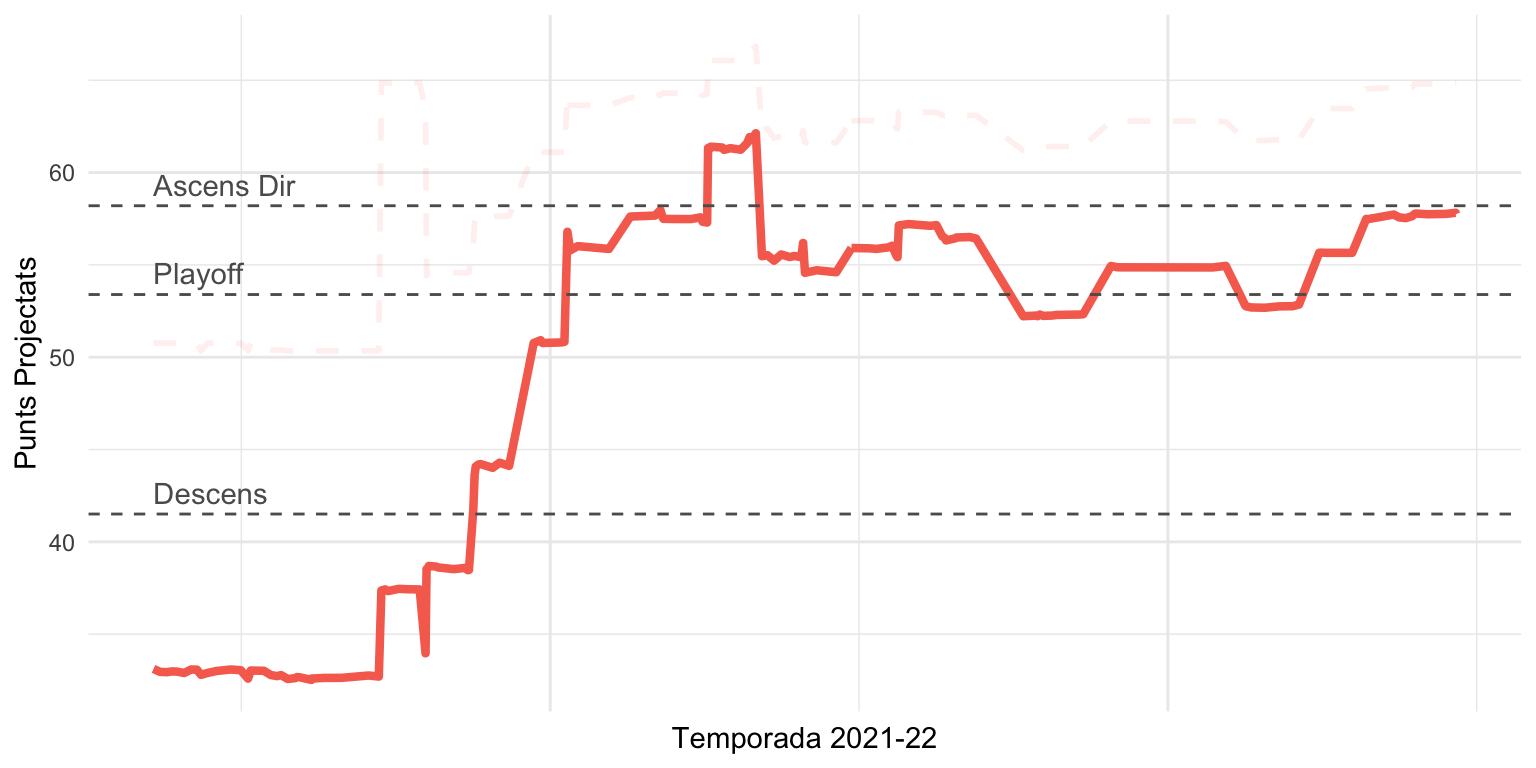 60
Ascens Dir
Playoff
50
Descens
40
Punts Projectats
Temporada 2021-22